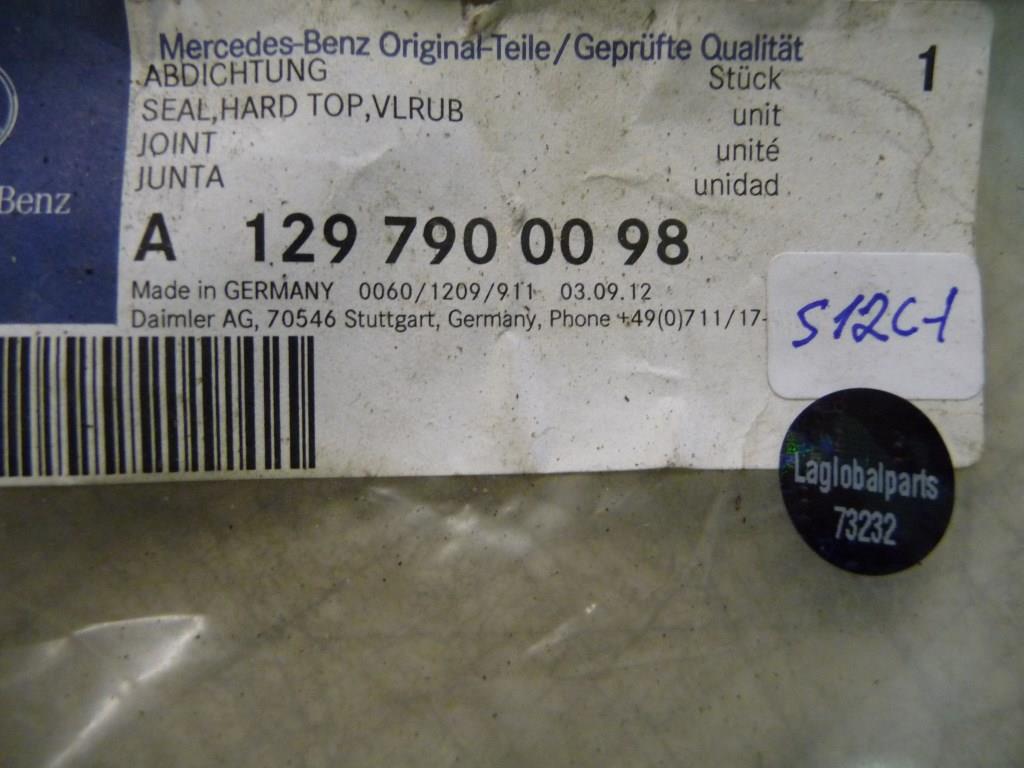 Mercedes-Benz Original-Teile/Geprüfte Qualität
ABDICHTUNG Stück 1
SEAL,HARD TOP,VLRUB unit
JOINT unité
JUNTA unidad
Benz
A 129 790 00 98
Made in GERMANY 0060/1209/911 03.09.12
Daimler AG, 70546 Stuttgart, Germany, Phone +49(0)711/17-
S12C-1
Laglobalparts
73232